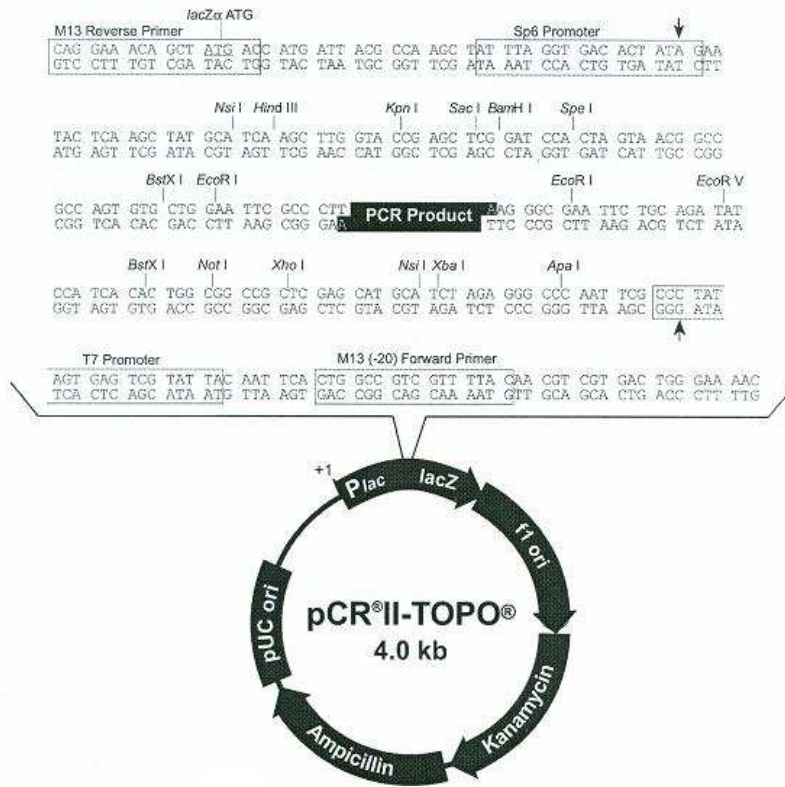 lacZα ATG
M13 Reverse Primer
Sp6 Promoter
CAG GAA ACA GCT ATG ACC ATG ATT ACG CCA AGC TAT TTA GGT GAC ACT ATA GAA
GTC CTT TGT CGA TAC TGG TAC TAA TGC GGT TCG ATA AAT CCA CTG TGA TAT CTT
Nsi I Hind III Kpn I Sac I BamH I Spe I
TAC TCA AGC TAT GCA TCA AGC TTG GTA CCG AGC TCG GAT CCA CTA GTA ACG GCC
ATG AGT TCG ATA CGT AGT TCG AAC CAT GGC TCG AGC CTA GGT GAT CAT TGC CGG
BstX I EcoR I EcoR I EcoR V
GCC AGT GTG CTG GAA TTC GCC CTT PCR Product AAG GGC GAA TTC TGC AGA TAT
CGG TCA CAC GAC CTT AAG CGG GAA TTC CCG CTT AAG ACG TCT ATA
BstX I Not I Xho I Nsi I Xba I Apa I
CCA TCA CAC TGG CGG CCG CTC GAG CAT GCA TCT AGA GGG CCC AAT TCG CCC TAT
GGT AGT GTG ACC GCC GGC GAG CTC GTA CGT AGA TCT CCC GGG TTA AGC GGG ATA
T7 Promoter
M13 (-20) Forward Primer
AGT GAG TCG TAT TAC AAT TCA CTG GCC GTC GTT TTA CAA CGT CGT GAC TGG GAA AAC
TCA CTC AGC ATA ATG TTA AGT GAC CGG CAG CAA AAT GTT GCA GCA CTG ACC CTT TTG
+1
Plac
lacZ
f1 ori
Kanamycin
Ampicillin
pUC ori
pCR®II-TOPO®
4.0 kb